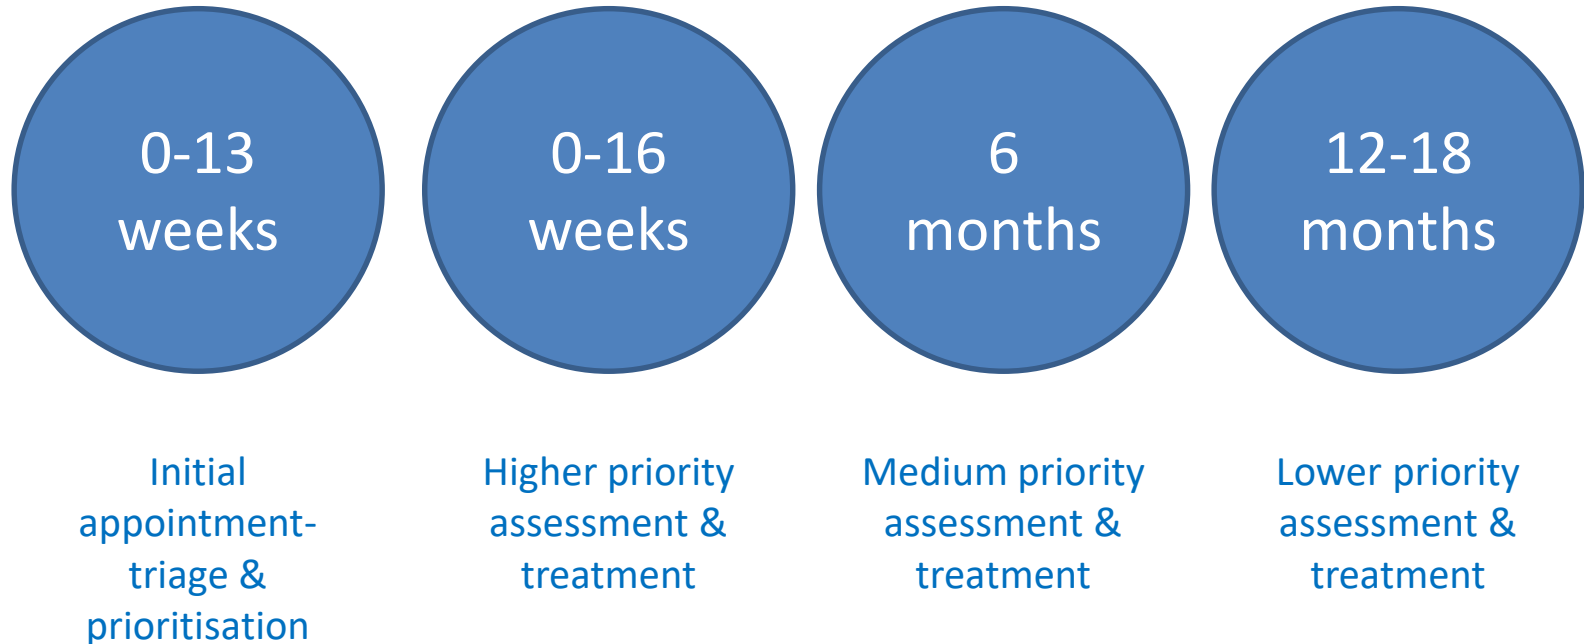 0-13
weeks
0-16
weeks
6
months
12-18
months
Initial
appointment-
triage &
prioritisation
Higher priority
assessment &
treatment
Medium priority
assessment &
treatment
Lower priority
assessment &
treatment